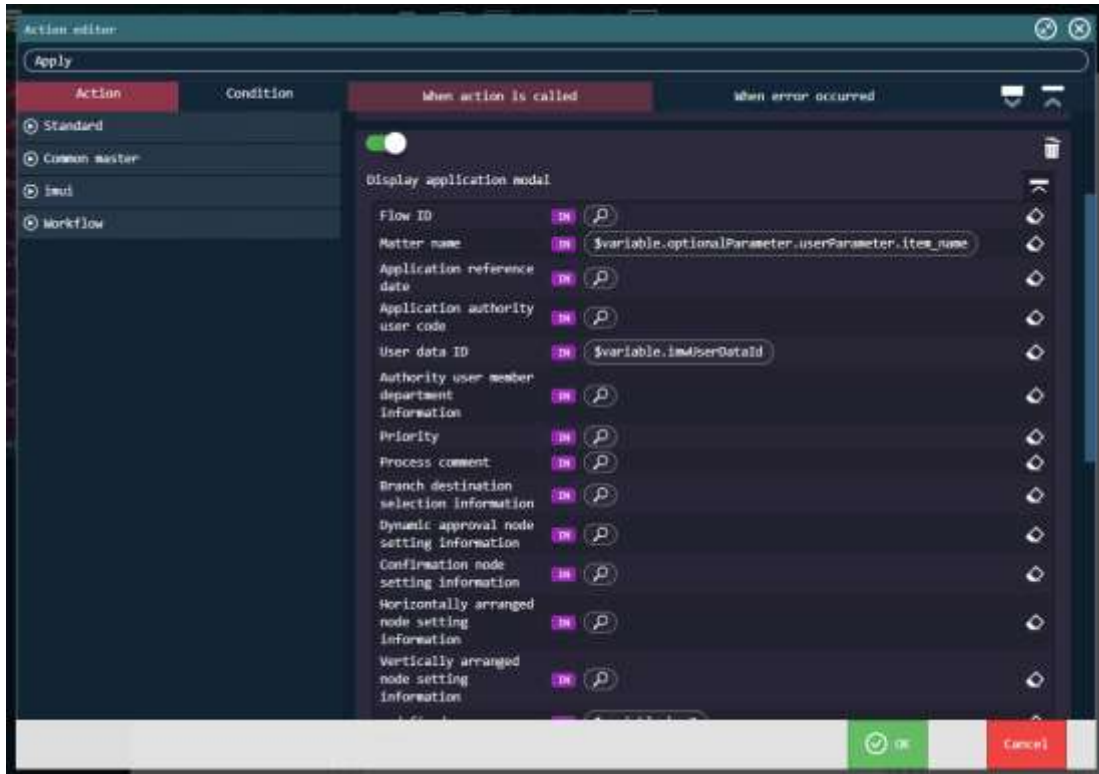 Action editor
Apply
Action
Condition
When action is called
When error occurred
Standard
Common master
imui
Workflow
Display application modal
Flow ID
IN
Matter name
IN
$variable.optionalParameter.userParameter.item_name
Application reference
date
IN
Application authority
user code
IN
User data ID
IN
$variable.imwUserDataId
Authority user member
department
information
IN
Priority
IN
Process comment
IN
Branch destination
selection information
IN
Dynamic approval node
setting information
IN
Confirmation node
setting information
IN
Horizontally arranged
node setting
information
IN
Vertically arranged
node setting
information
IN
OK
Cancel